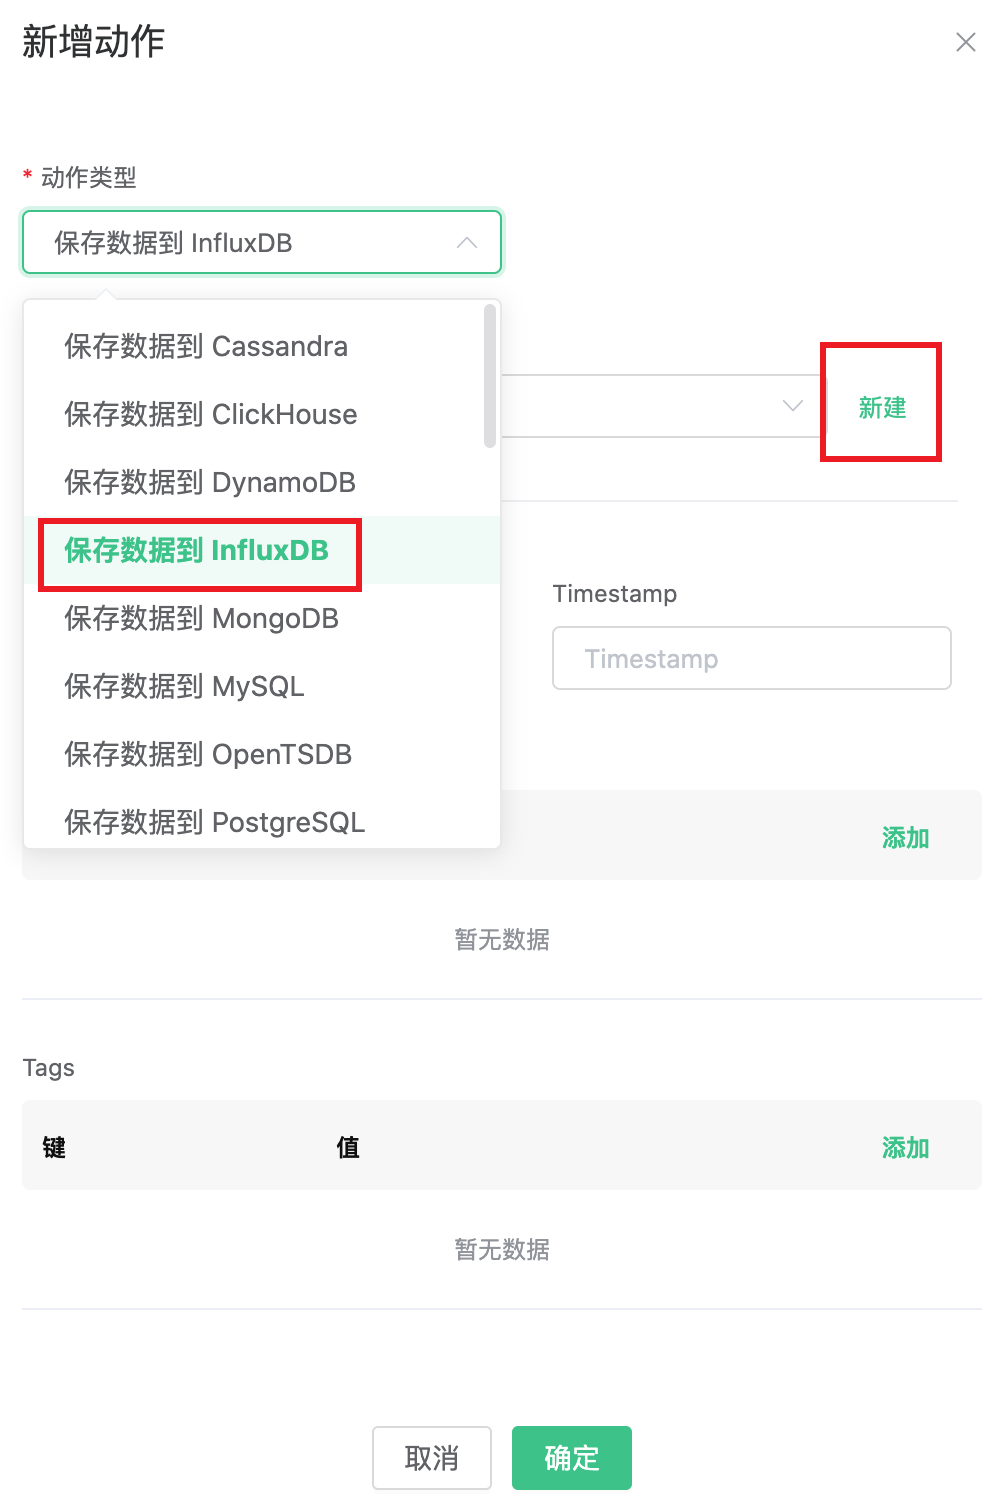 新增动作
* 动作类型
保存数据到 InfluxDB
保存数据到 Cassandra
保存数据到 ClickHouse
新建
保存数据到 DynamoDB
保存数据到 InfluxDB
Timestamp
保存数据到 MongoDB
Timestamp
保存数据到 MySQL
保存数据到 OpenTSDB
保存数据到 PostgreSQL
添加
暂无数据
Tags
键 值 添加
暂无数据
取消 确定